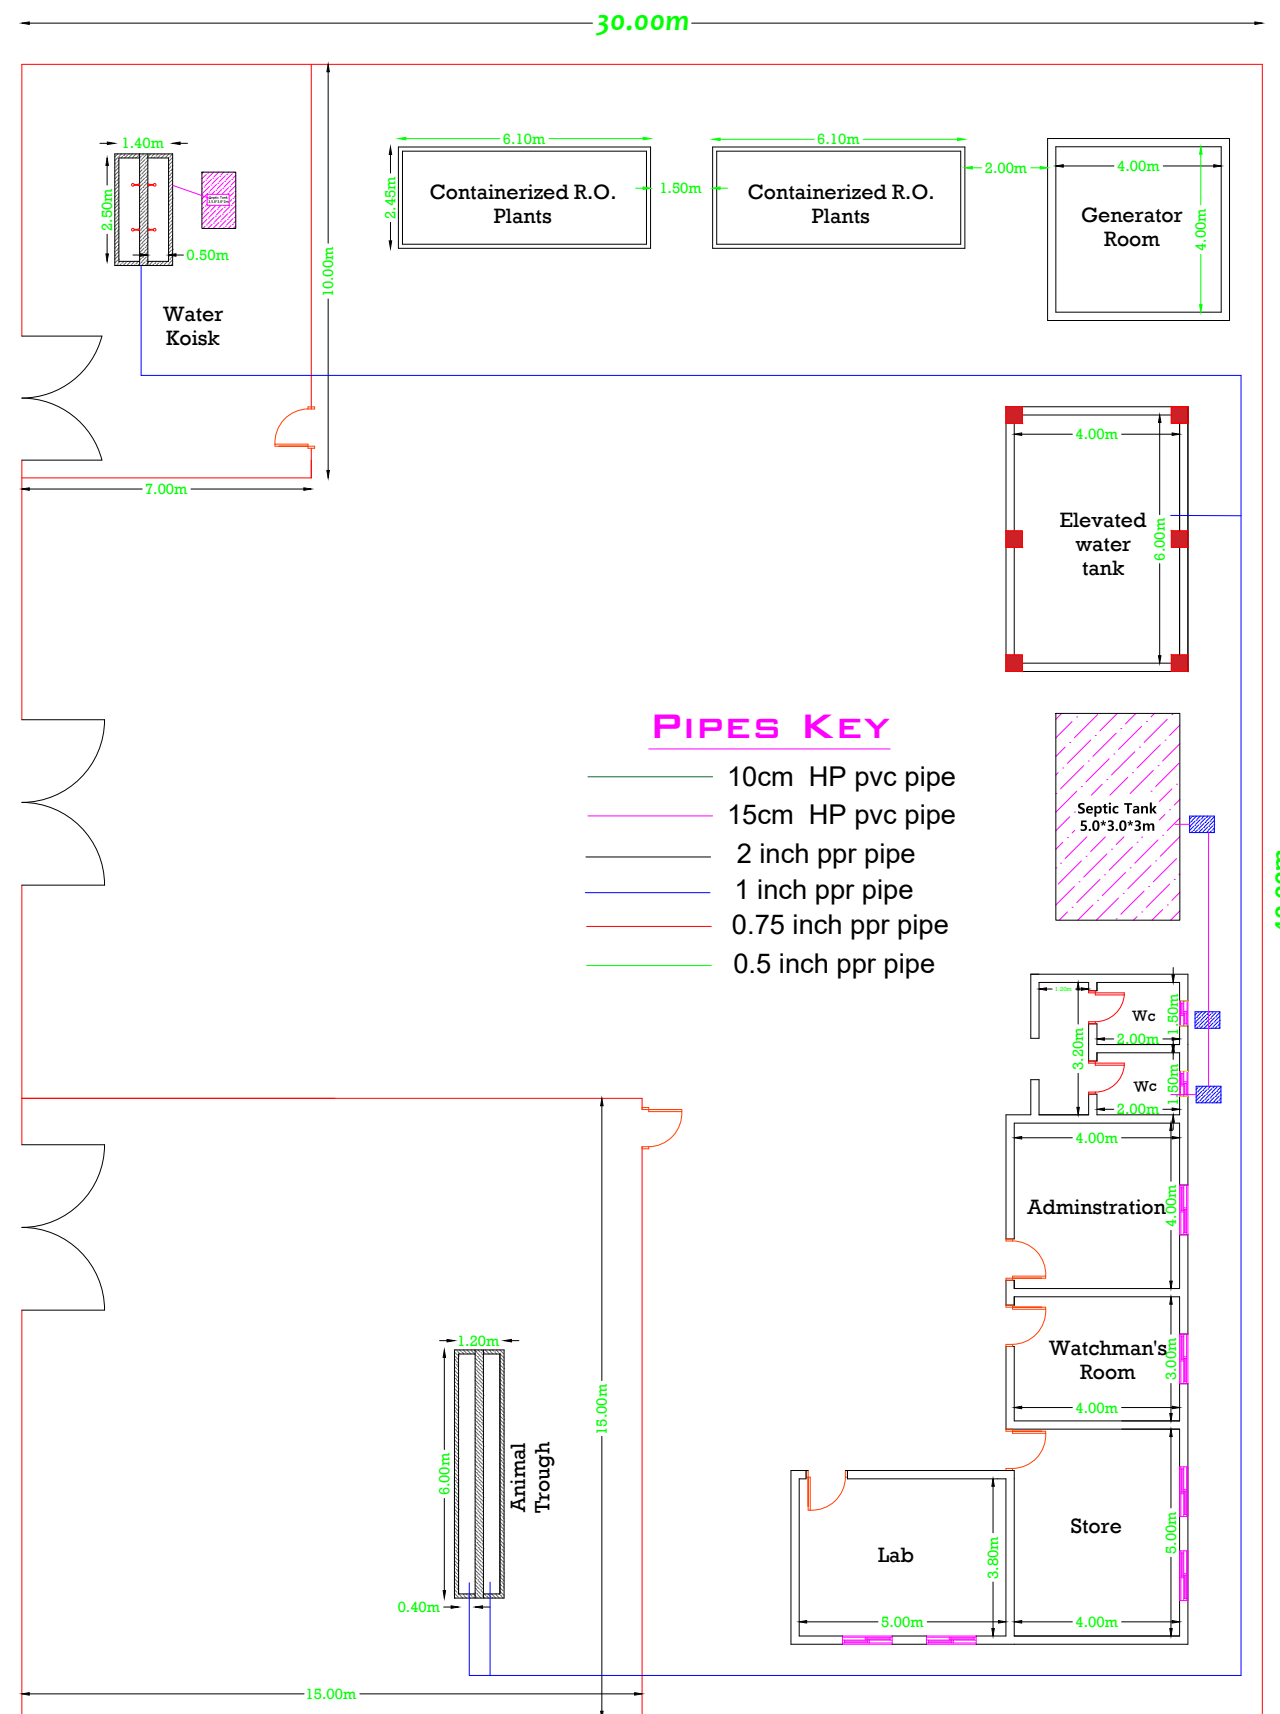 30.00m
1.40m
2.50m
0.50m
Water
Koisk
10.00m
7.00m
6.10m
2.45m
Containerized R.O.
Plants
1.50m
6.10m
Containerized R.O.
Plants
2.00m
4.00m
4.00m
Generator
Room
4.00m
6.00m
Elevated
water
tank
PIPES KEY
10cm HP pvc pipe
15cm HP pvc pipe
2 inch ppr pipe
1 inch ppr pipe
0.75 inch ppr pipe
0.5 inch ppr pipe
Septic Tank
5.0*3.0*3m
1.20m
3.20m
Wc
1.50m
2.00m
Wc
1.50m
2.00m
4.00m
Adminstration
4.00m
Watchman's
Room
3.00m
4.00m
Store
5.00m
4.00m
Lab
3.80m
5.00m
1.20m
6.00m
Animal
Trough
0.40m
15.00m
15.00m